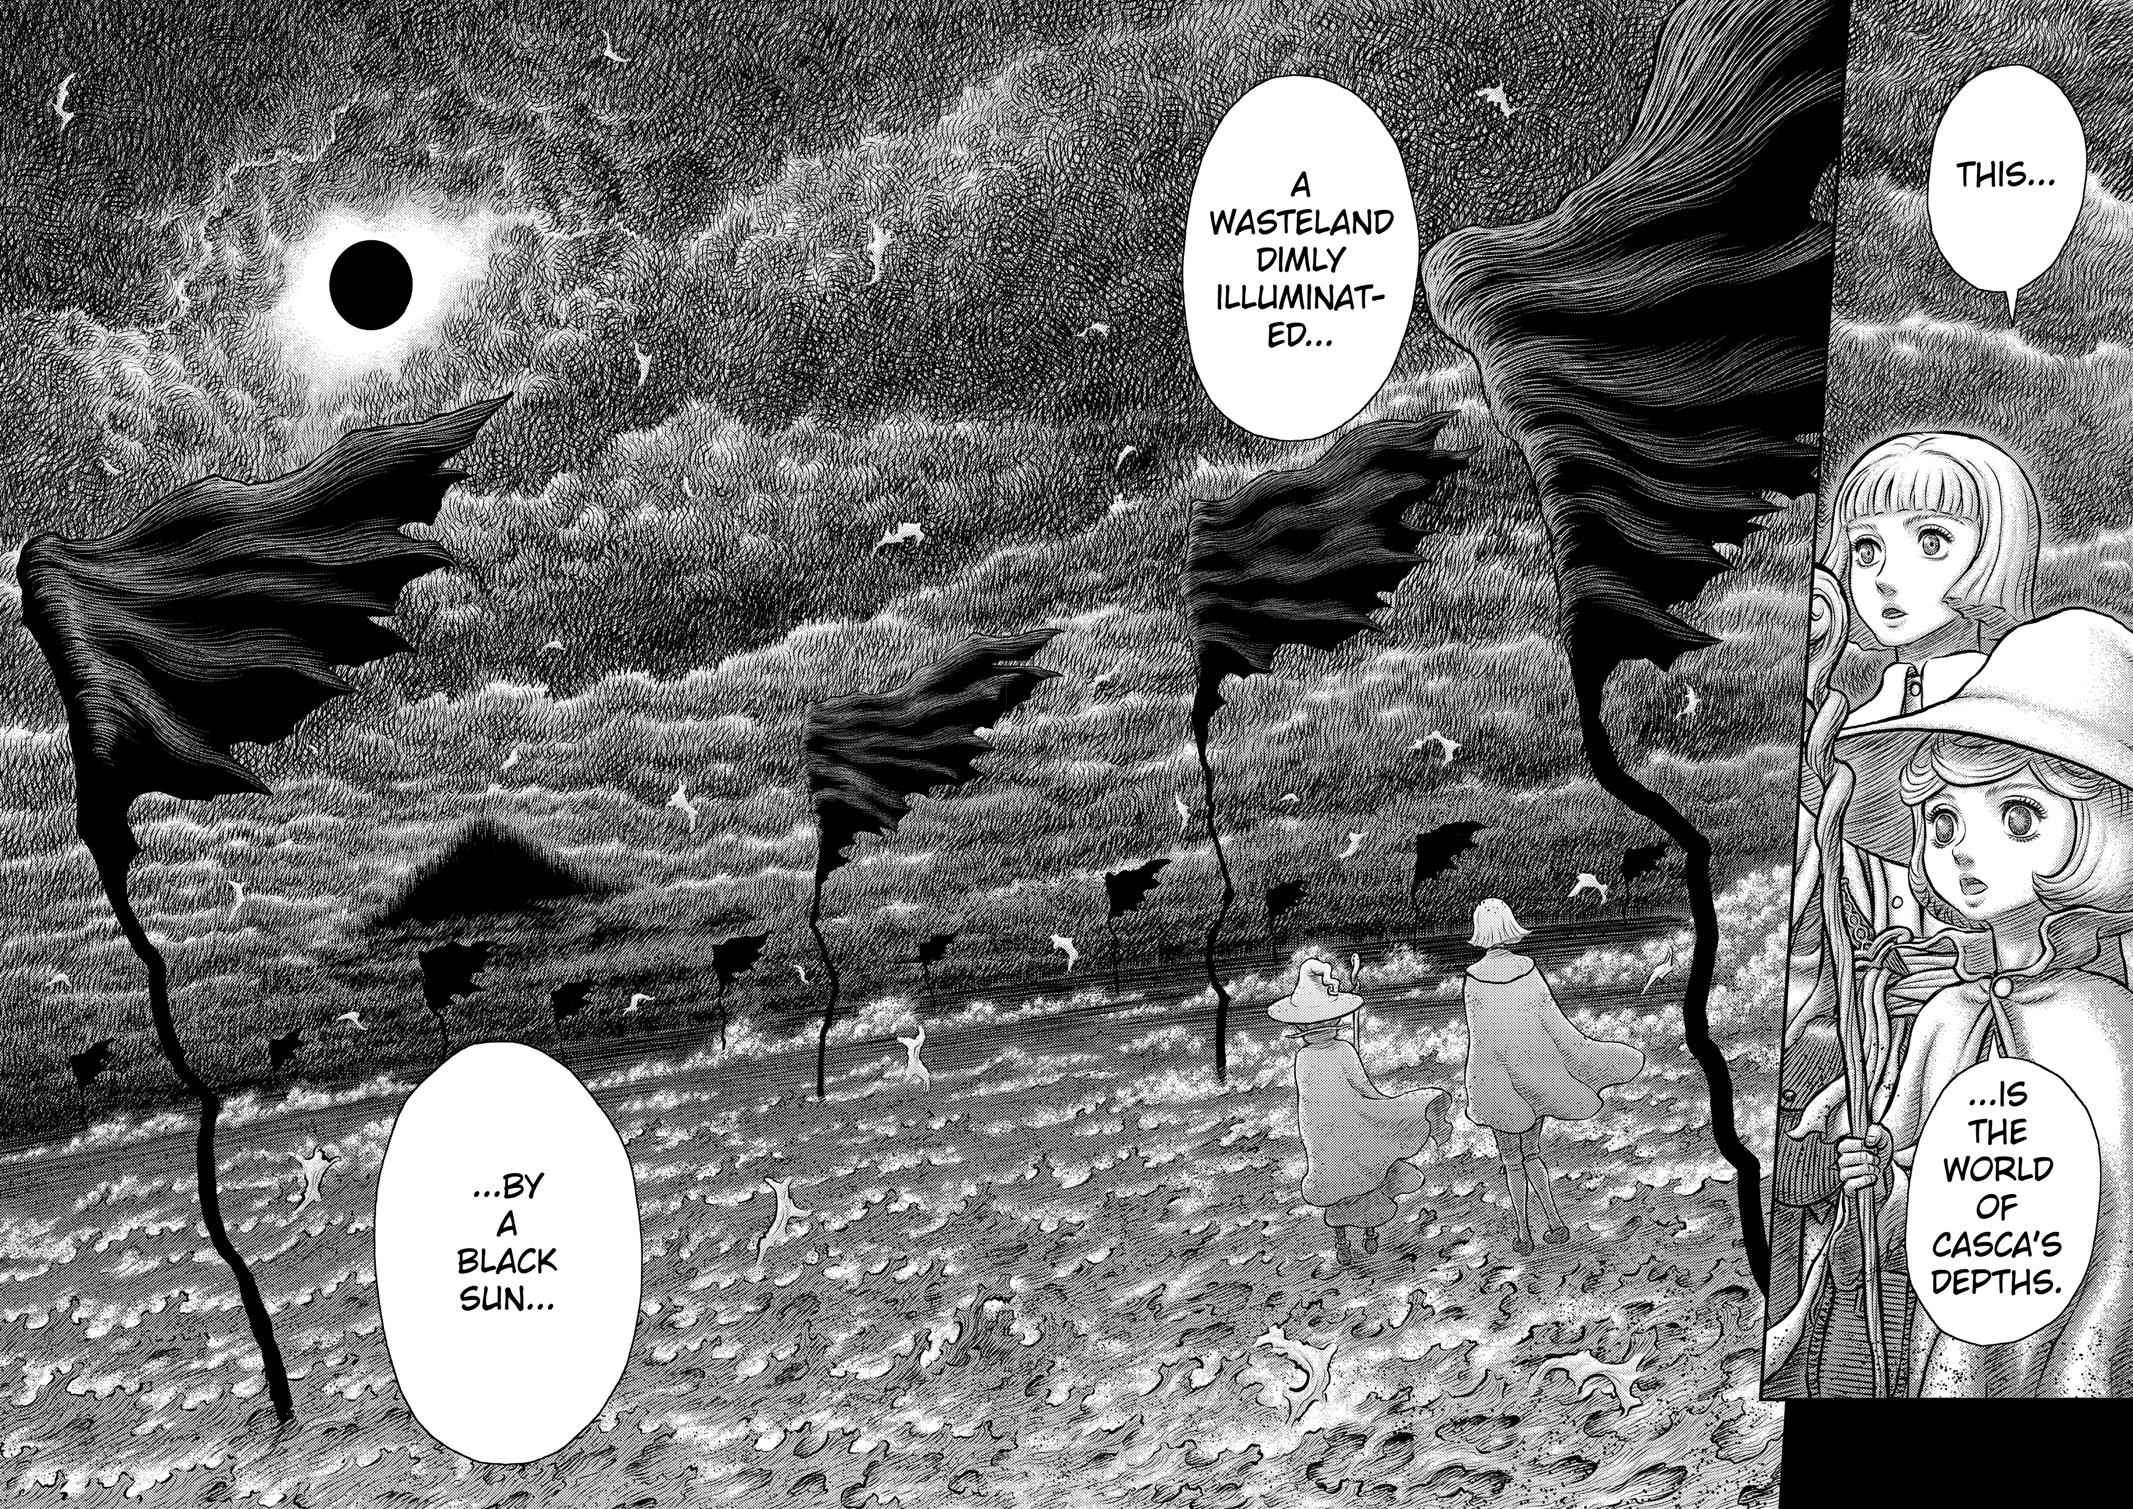 THIS...
...IS
THE
WORLD
OF
CASCA'S
DEPTHS.
A
WASTELAND
DIMLY
ILLUMINAT-
ED...
...BY
A
BLACK
SUN...